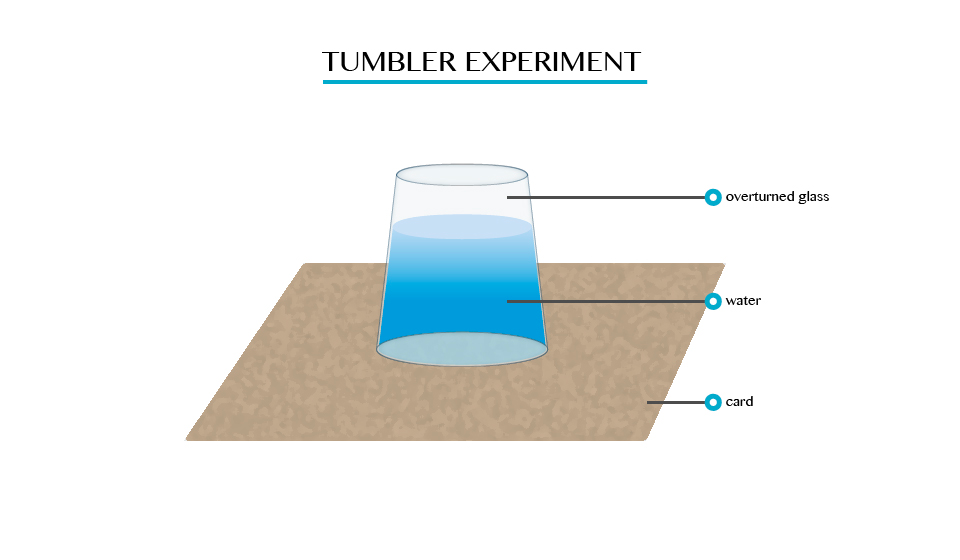 TUMBLER EXPERIMENT
overturned glass
water
card